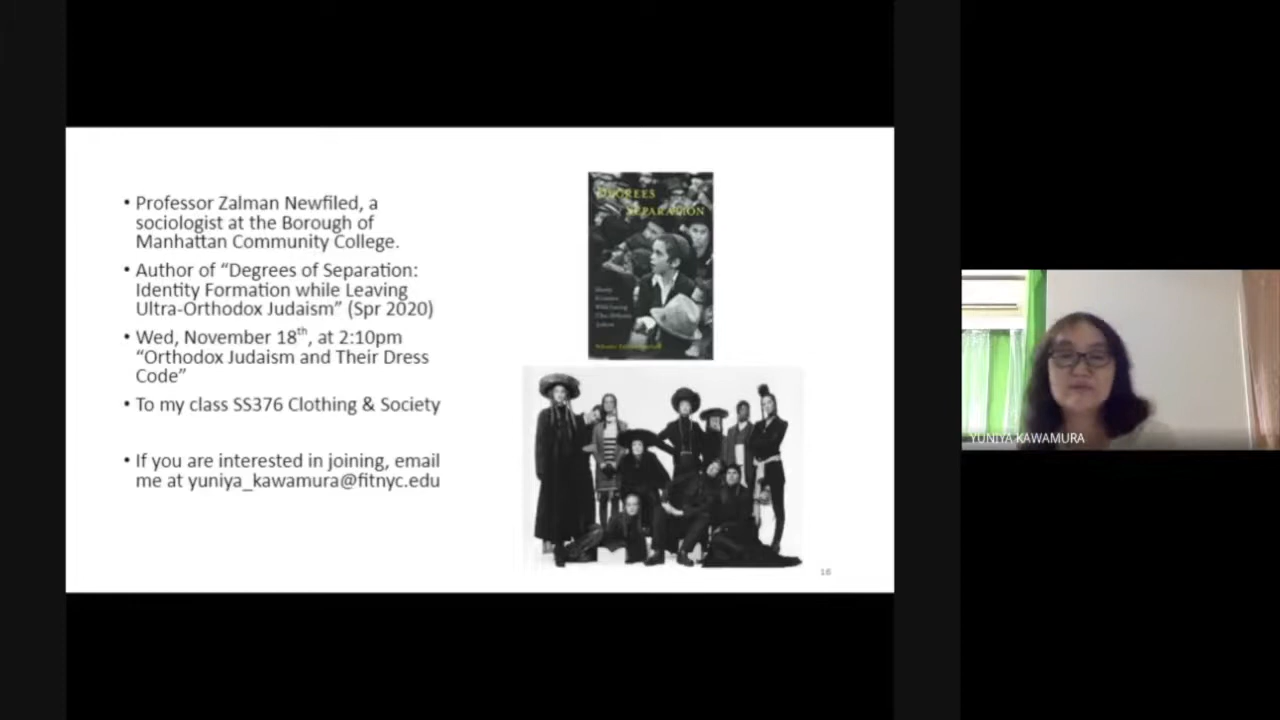 • Professor Zalman Newfiled, a
sociologist at the Borough of
Manhattan Community College.
• Author of “Degrees of Separation:
Identity Formation while Leaving
Ultra-Orthodox Judaism” (Spr 2020)
• Wed, November 18th, at 2:10pm
“Orthodox Judaism and Their Dress
Code”
• To my class SS376 Clothing & Society
• If you are interested in joining, email
me at yuniya_kawamura@fitnyc.edu
DEGREES
SEPARATION
18
YUNIYA KAWAMURA